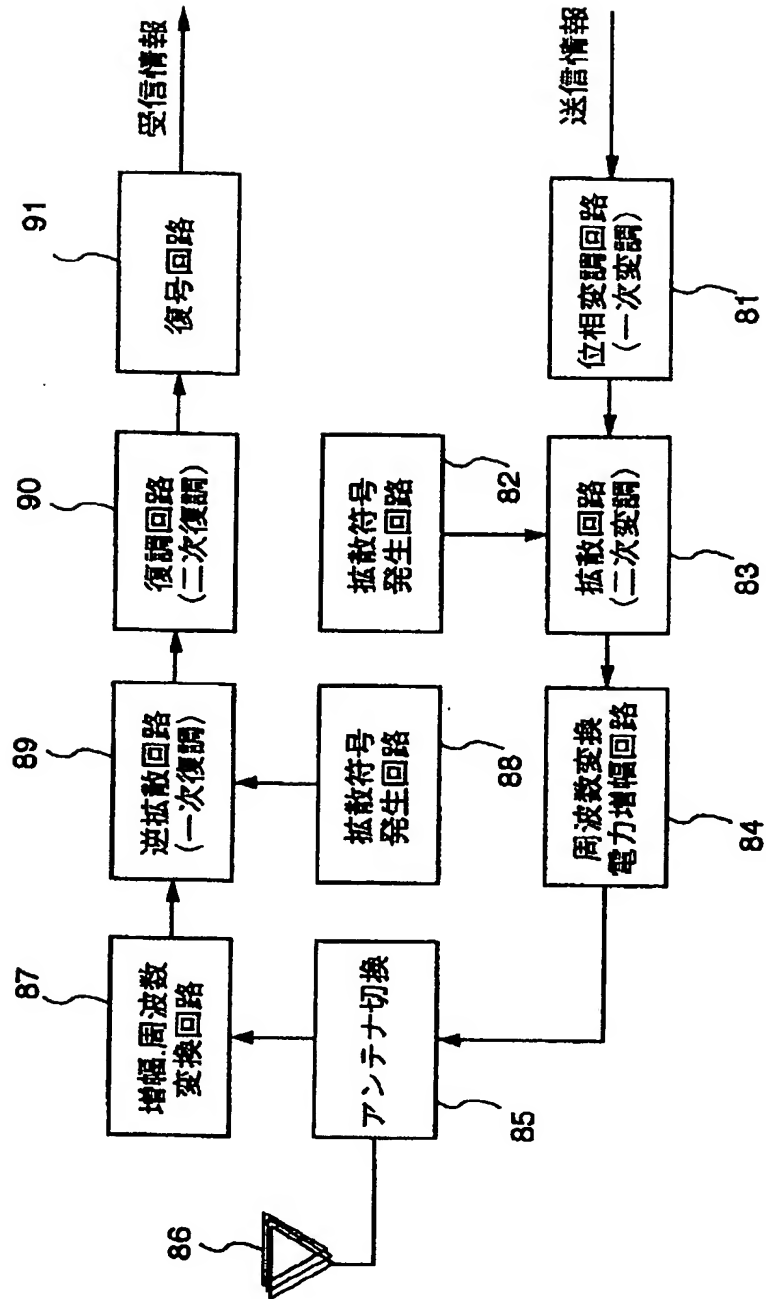 91
受信情報
復号回路
90
復調回路
(二次復調)
89
逆拡散回路
(一次復調)
87
増幅.周波数
変換回路
86
アンテナ切換
85
拡散符号
発生回路
88
拡散符号
発生回路
82
送信情報
位相変調回路
(一次変調)
81
拡散回路
(二次変調)
83
周波数変換
電力増幅回路
84